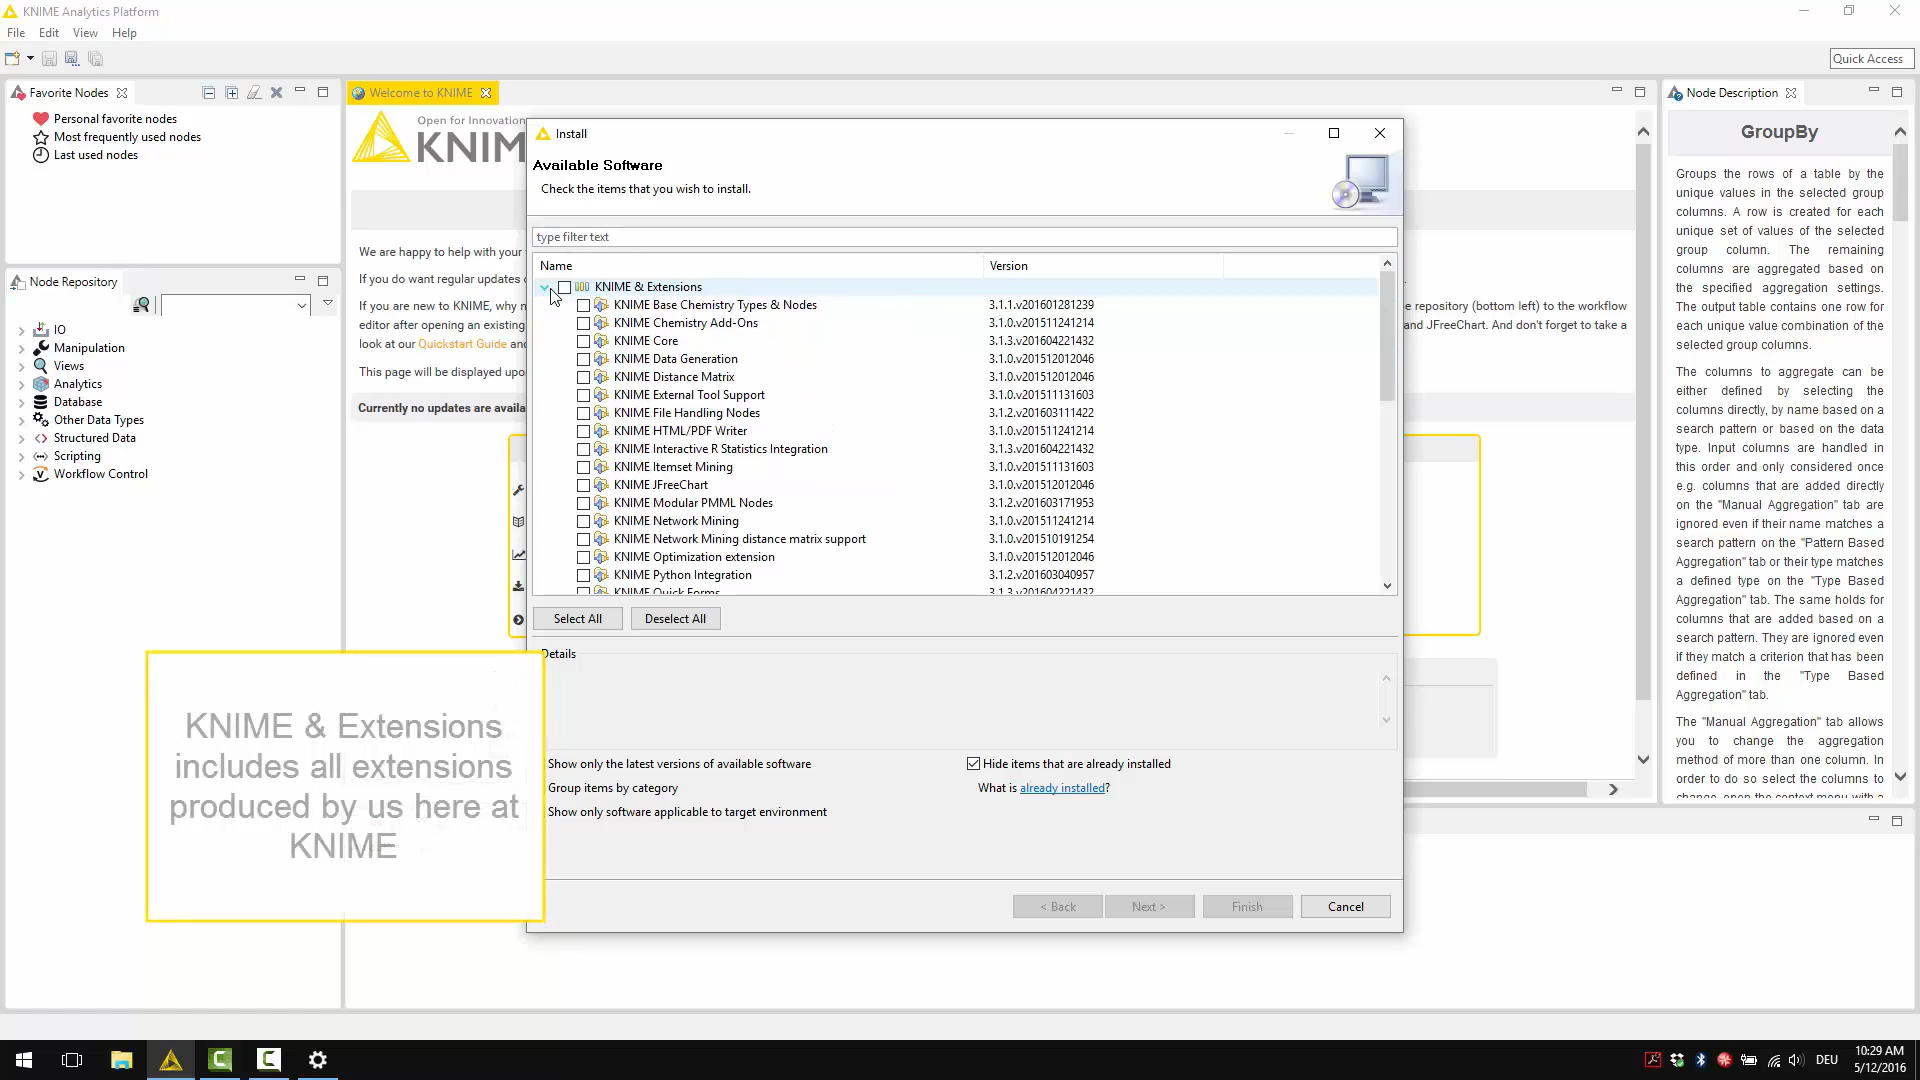 KNIME Analytics Platform
File Edit View Help
Quick Access
Favorite Nodes
Personal favorite nodes
Most frequently used nodes
Last used nodes
Node Repository
IO
Manipulation
Views
Analytics
Database
Other Data Types
Structured Data
Scripting
Workflow Control
Welcome to KNIME
Open for Innovation
KNIM
We are happy to help with your
If you do want regular updates
If you are new to KNIME, why n
editor after opening an existing
look at our Quickstart Guide and
This page will be displayed upo
Currently no updates are availa
e repository (bottom left) to the workflow
and JFreeChart. And don't forget to take a
Install
Available Software
Check the items that you wish to install.
type filter text
Name Version
KNIME & Extensions
KNIME Base Chemistry Types & Nodes 3.1.1.v201601281239
KNIME Chemistry Add-Ons 3.1.0.v201511241214
KNIME Core 3.1.3.v201604221432
KNIME Data Generation 3.1.0.v201512012046
KNIME Distance Matrix 3.1.0.v201512012046
KNIME External Tool Support 3.1.0.v201511131603
KNIME File Handling Nodes 3.1.2.v201603111422
KNIME HTML/PDF Writer 3.1.0.v201511241214
KNIME Interactive R Statistics Integration 3.1.3.v201604221432
KNIME Itemset Mining 3.1.0.v201511131603
KNIME JFreeChart 3.1.0.v201512012046
KNIME Modular PMML Nodes 3.1.2.v201603171953
KNIME Network Mining 3.1.0.v201511241214
KNIME Network Mining distance matrix support 3.1.0.v201510191254
KNIME Optimization extension 3.1.0.v201512012046
KNIME Python Integration 3.1.2.v201603040957
KNIME Quick Forms 3.1.3.v201604221432
Select All Deselect All
Details
Show only the latest versions of available software
Hide items that are already installed
Group items by category
What is already installed?
Show only software applicable to target environment
< Back Next > Finish Cancel
KNIME & Extensions
includes all extensions
produced by us here at
KNIME
Node Description
GroupBy
Groups the rows of a table by the
unique values in the selected group
columns. A row is created for each
unique set of values of the
selected group column. The remaining
columns are aggregated based on
the specified aggregation settings.
The output table contains one row for
each unique value combination of the
selected group columns.
The columns to aggregate can be
either defined by selecting the
columns directly, by name based on a
search pattern or based on the data
type. Input columns are handled in
this order and only considered once
e.g. columns that are added directly
on the "Manual Aggregation" tab are
ignored even if their name matches a
search pattern on the "Pattern Based
Aggregation" tab or their type matches
a defined type on the "Type Based
Aggregation" tab. The same holds for
columns that are added based on a
search pattern. They are ignored even
if they match a criterion that has been
defined in the "Type Based
Aggregation" tab.
The "Manual Aggregation" tab allows
you to change the aggregation
method of more than one column. In
order to do so select the columns to
change, open the context menu with a
DEU
10:29 AM
5/12/2016